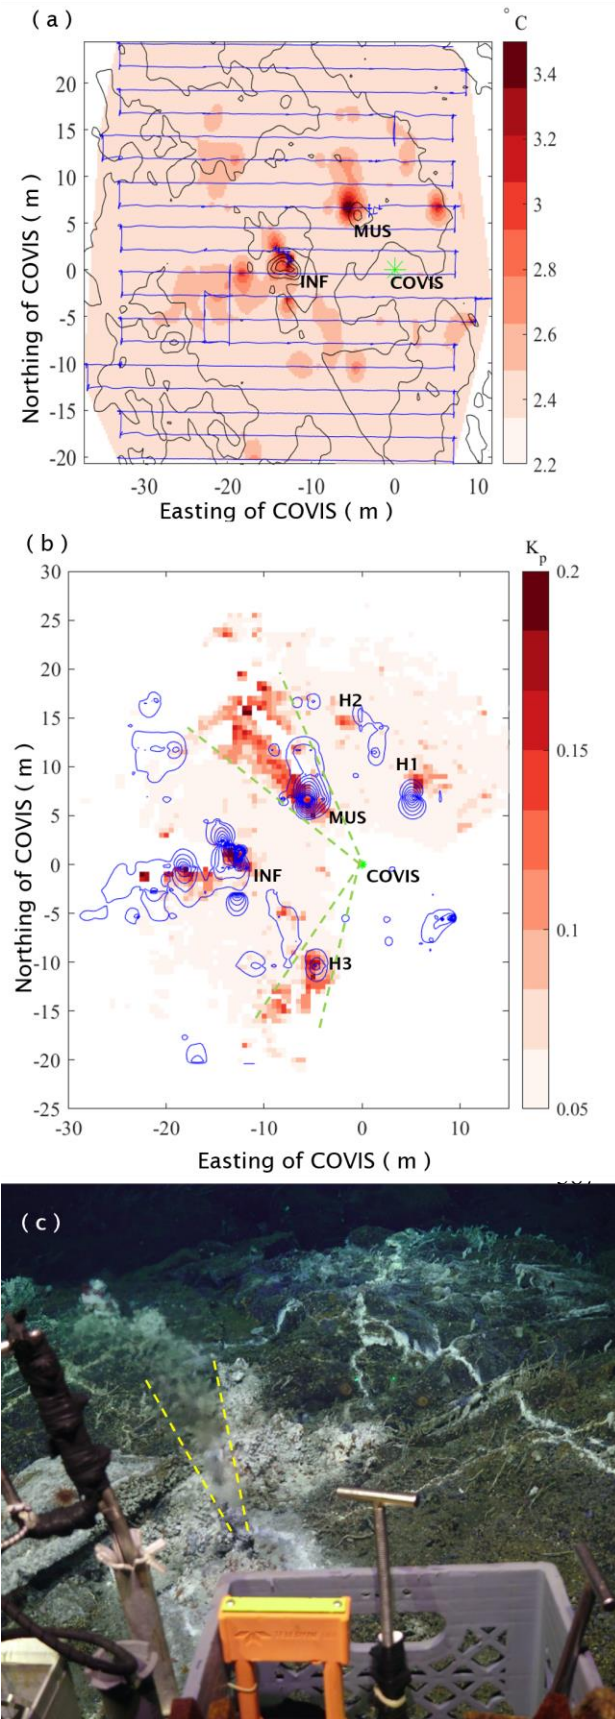 ( a )
° C
20
15
10
5
0
-5
-10
-15
-20
Northing of COVIS ( m )
MUS
INF
COVIS
-30
-20
-10
0
10
Easting of COVIS ( m )
3.4
3.2
3
2.8
2.6
2.4
2.2
( b )
Kp
30
25
20
15
10
5
0
-5
-10
-15
-20
-25
Northing of COVIS ( m )
H2
H1
MUS
INF
COVIS
H3
-30
-20
-10
0
10
Easting of COVIS ( m )
0.2
0.15
0.1
0.05
( c )